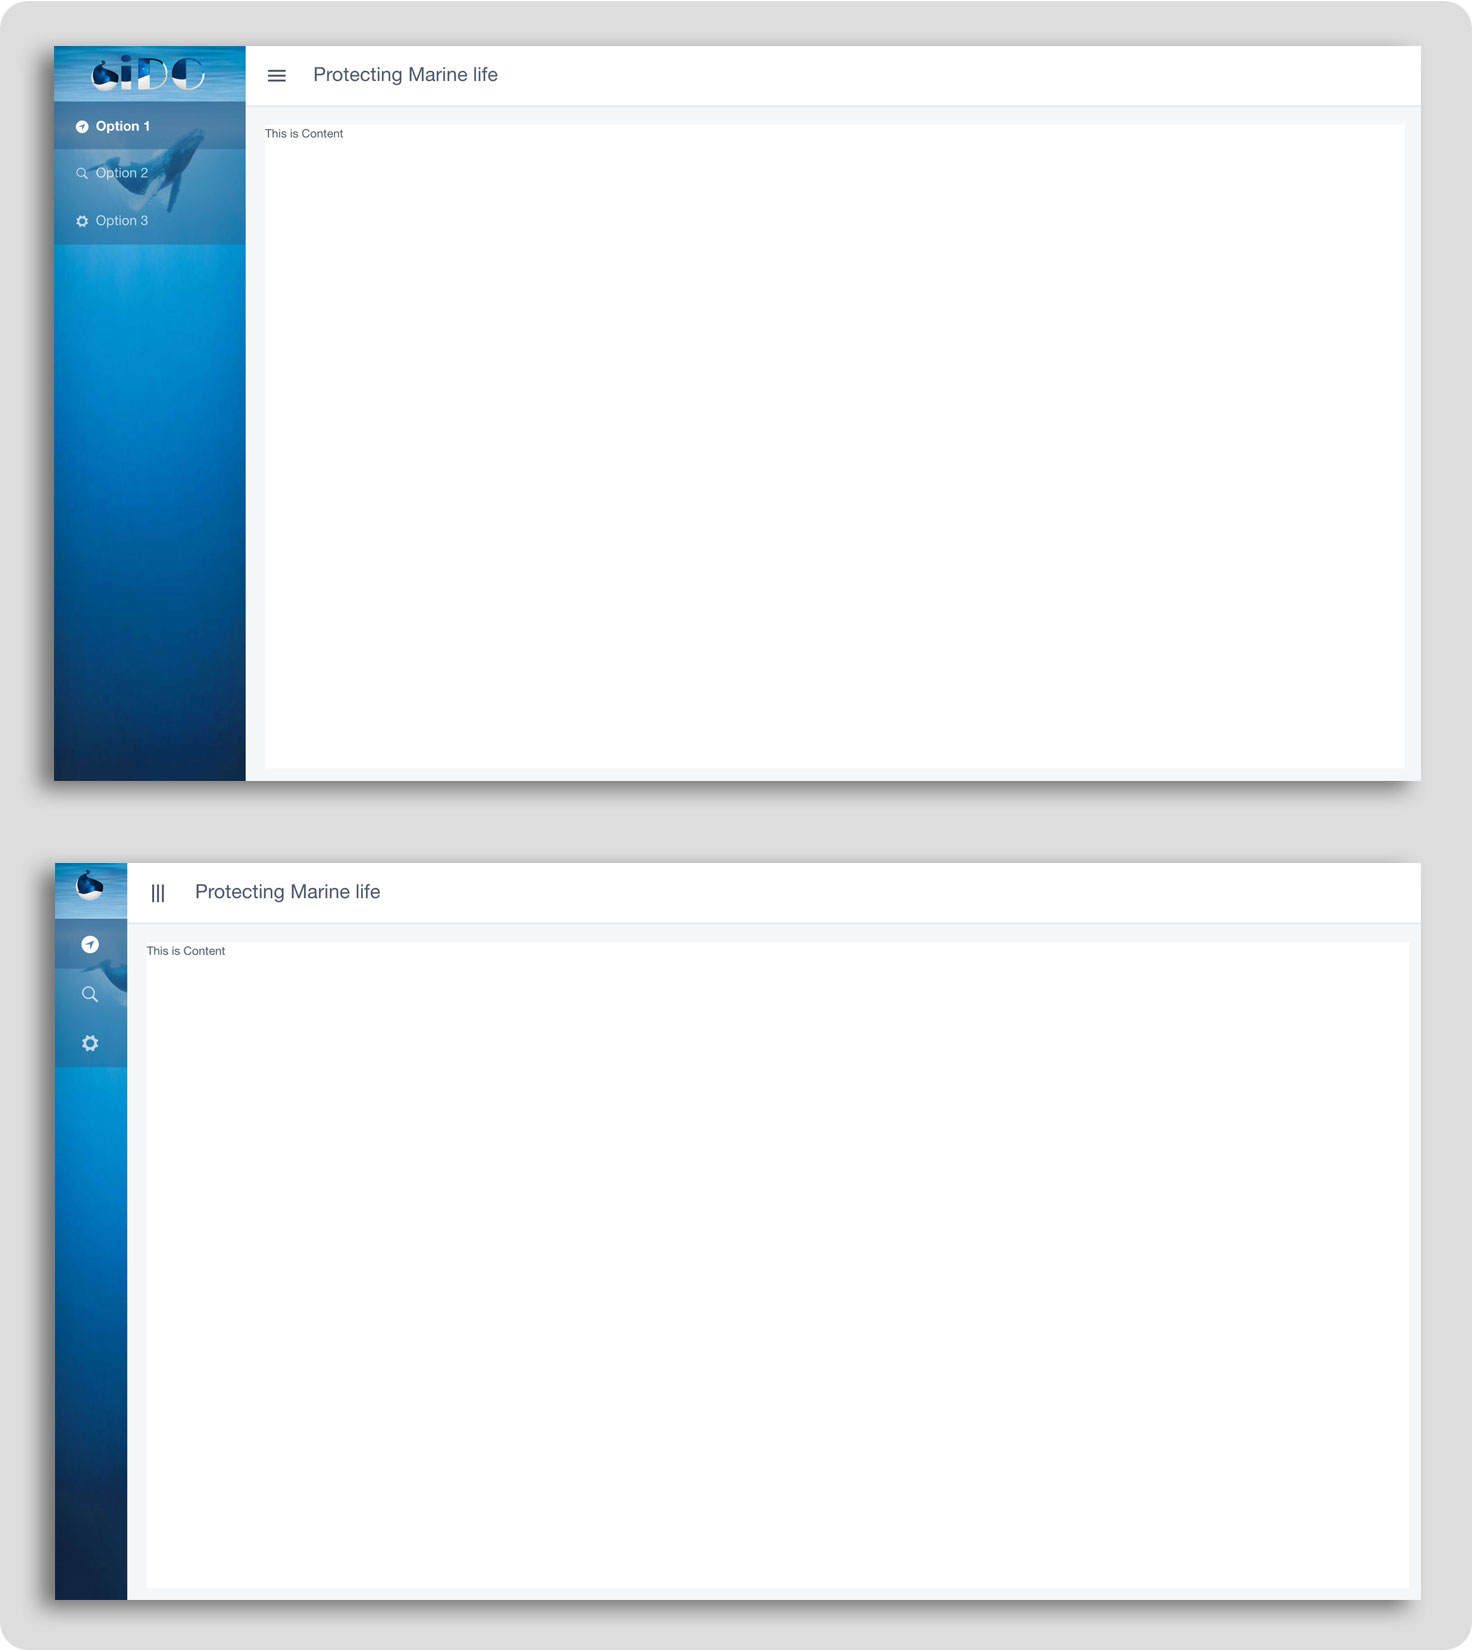 SiDC
Protecting Marine life
Option 1
Option 2
Option 3
This is Content
Protecting Marine life
This is Content